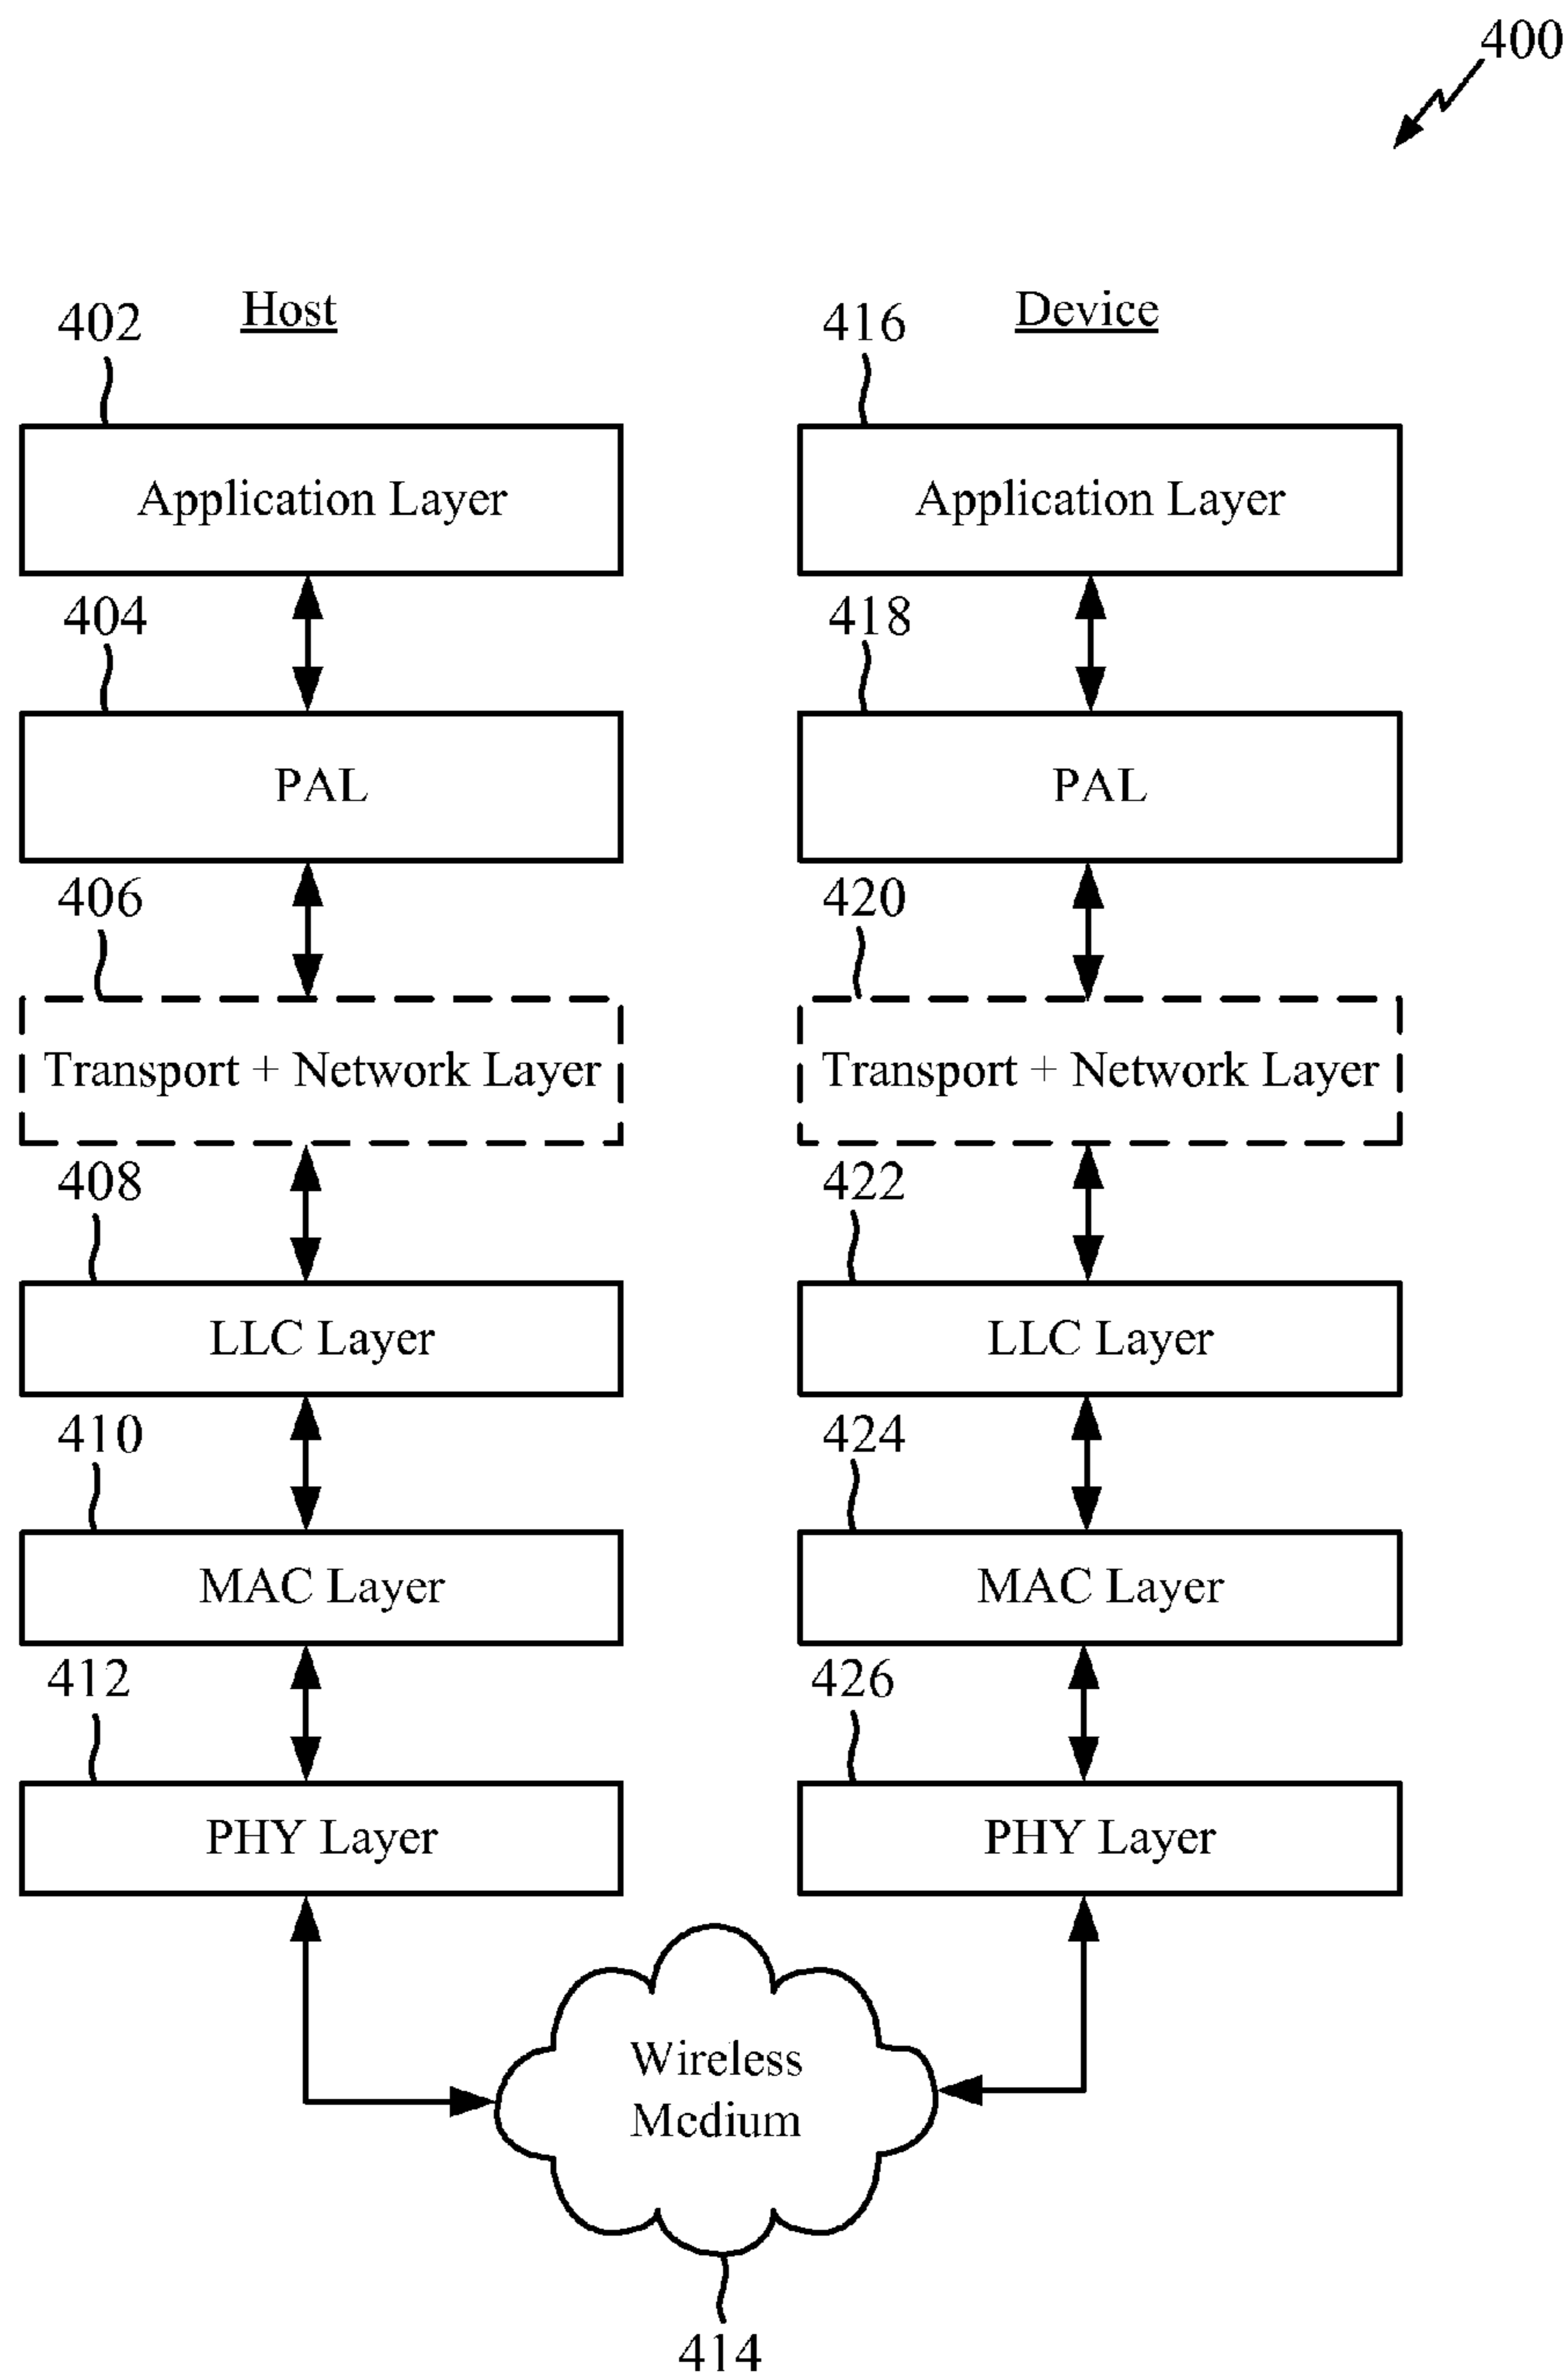 400
402 Host 416 Device
Application Layer Application Layer
404 418
PAL PAL
406 420
Transport + Network Layer Transport + Network Layer
408 422
LLC Layer LLC Layer
410 424
MAC Layer MAC Layer
412 426
PHY Layer PHY Layer
Wireless
Medium
414